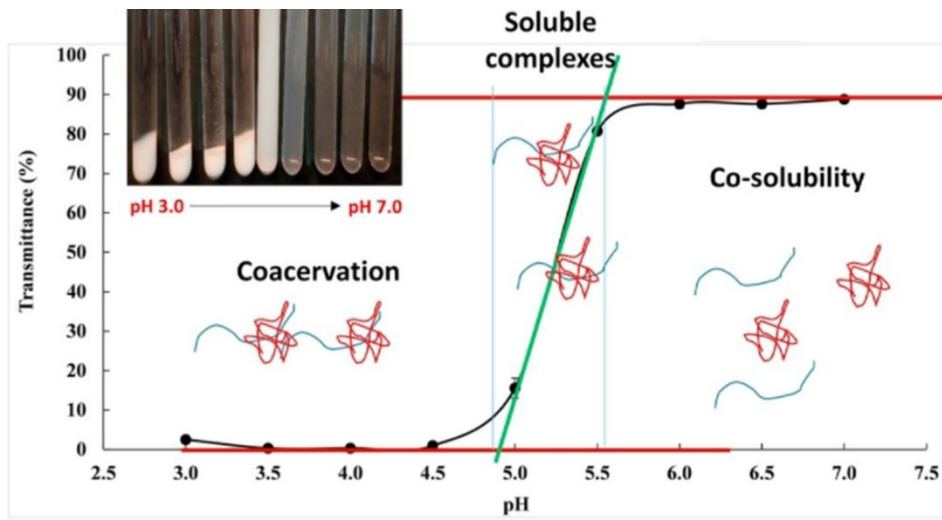 Soluble
complexes
100
90
80
70
60
50
40
30
20
10
0
Transmittance (%)
pH 3.0
pH 7.0
Coacervation
Co-solubility
2.5 3.0 3.5 4.0 4.5 5.0 5.5 6.0 6.5 7.0 7.5
pH